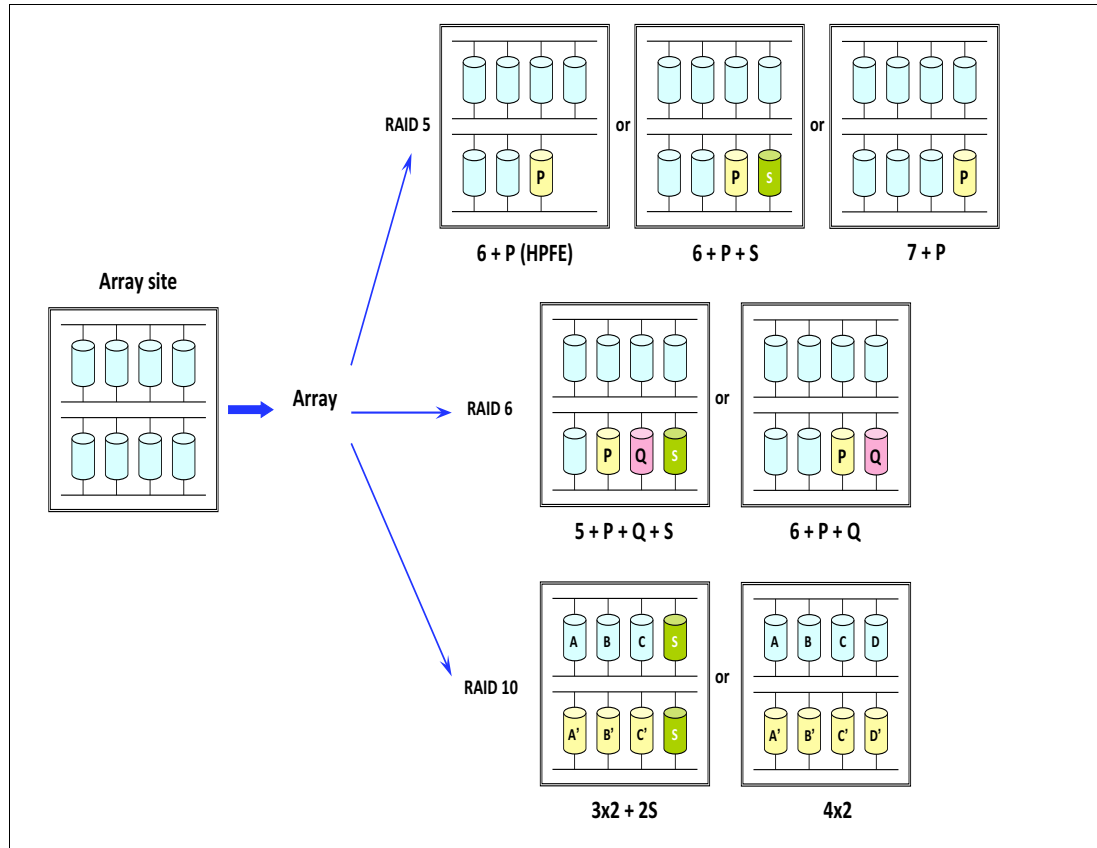 RAID 5
P
or
P
S
or
P
6 + P (HPFE)
6 + P + S
7 + P
Array site
Array
RAID 6
P
Q
S
or
P
Q
5 + P + Q + S
6 + P + Q
RAID 10
A
B
C
S
A'
B'
C'
S
or
A
B
C
D
A'
B'
C'
D'
3x2 + 2S
4x2